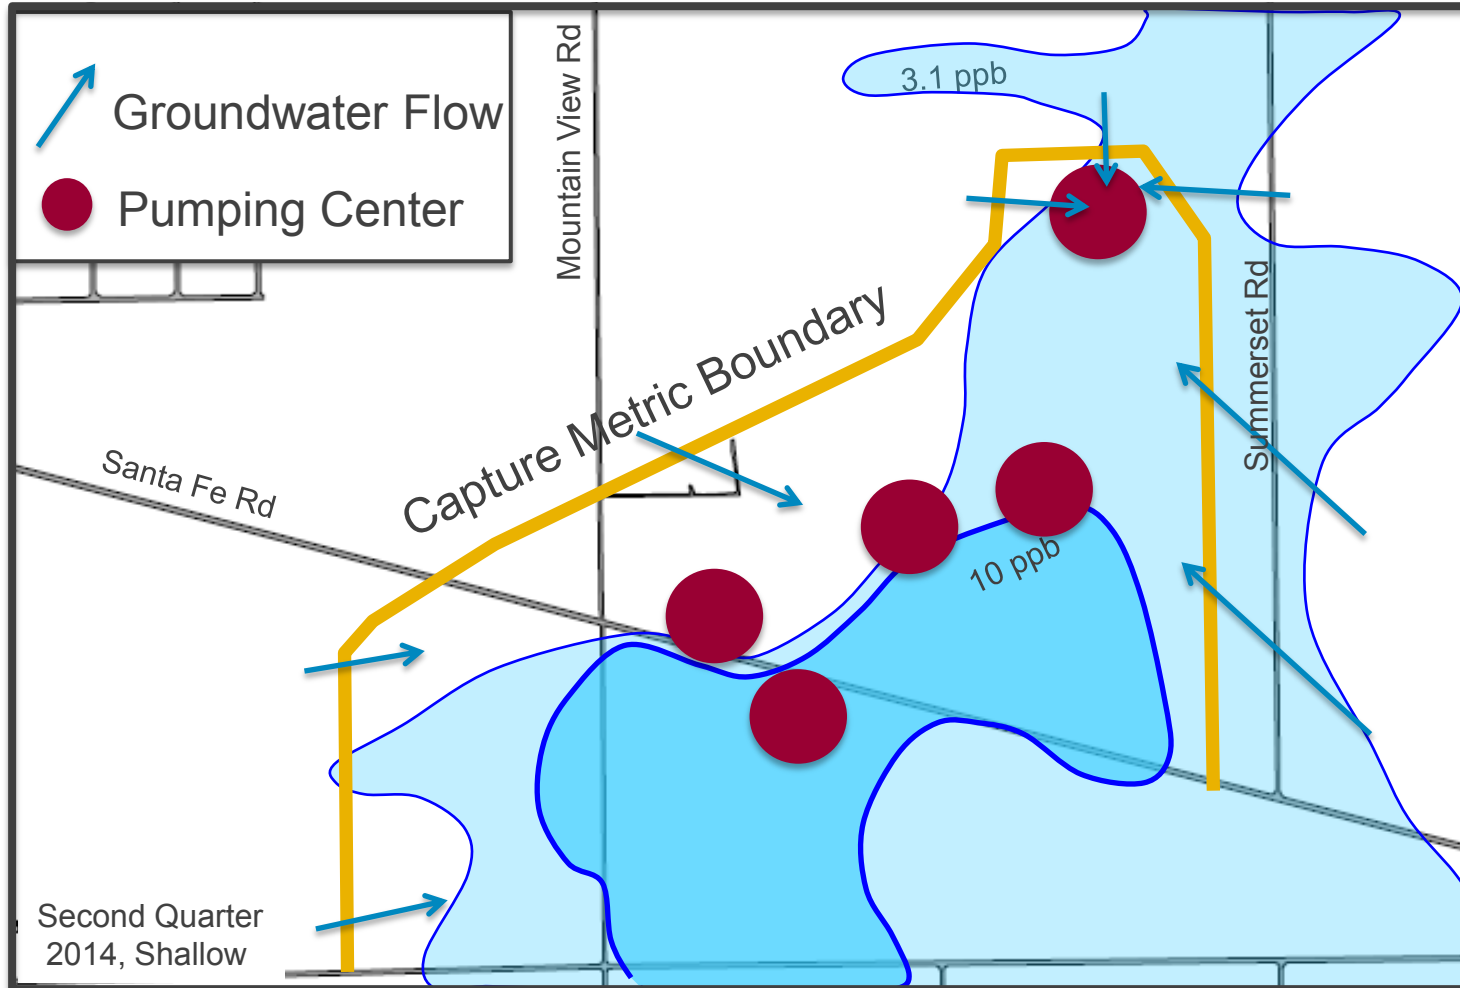 Groundwater Flow
Pumping Center
Mountain View Rd
3.1 ppb
Capture Metric Boundary
Summerset Rd
Santa Fe Rd
10 ppb
Second Quarter
2014, Shallow